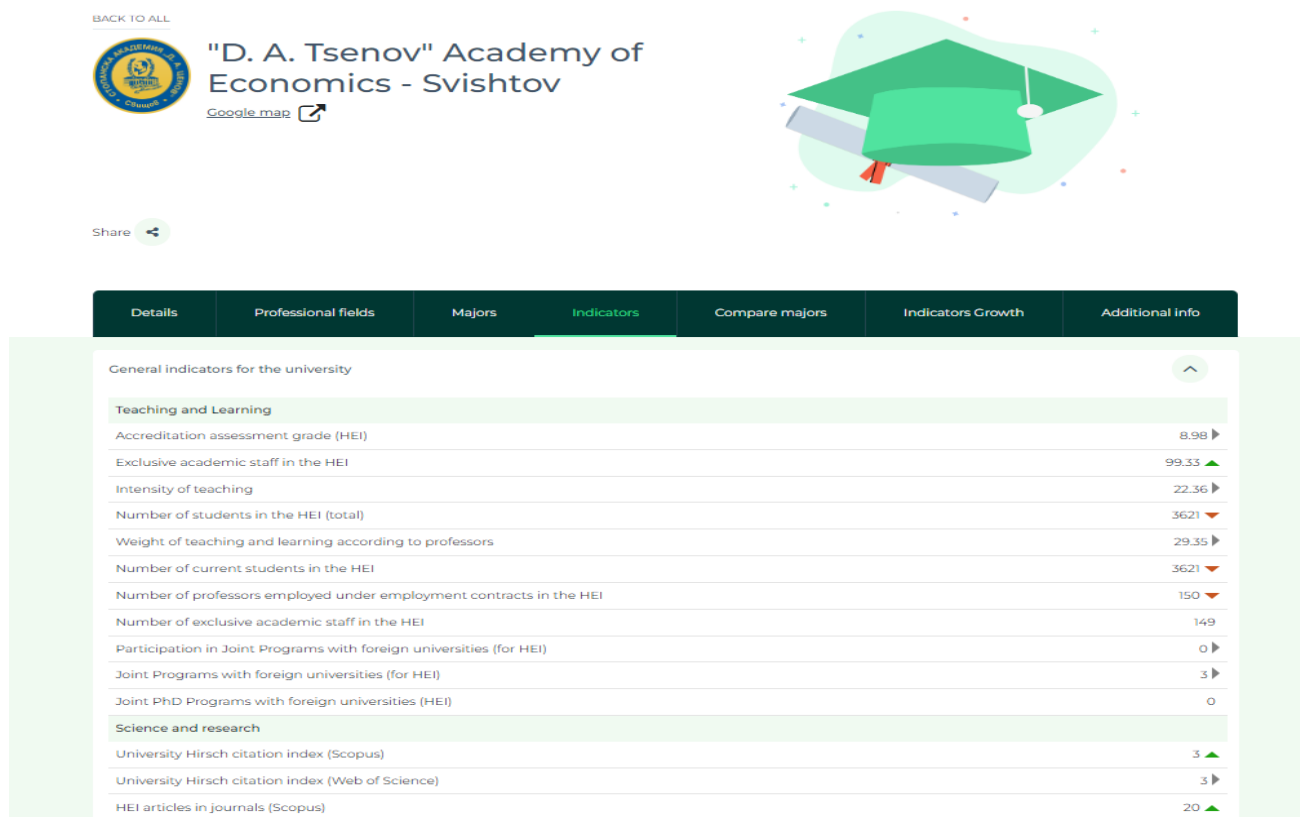 BACK TO ALL
СТОПАНСКА АКАДЕМИЯ „Д. А. ЦЕНОВ“ • Свищов •
"D. A. Tsenov" Academy of
Economics - Svishtov
Google map
Share
Details Professional fields Majors Indicators Compare majors Indicators Growth Additional info
General indicators for the university
Teaching and Learning
Accreditation assessment grade (HEI) 8.98
Exclusive academic staff in the HEI 99.33
Intensity of teaching 22.36
Number of students in the HEI (total) 3621
Weight of teaching and learning according to professors 29.35
Number of current students in the HEI 3621
Number of professors employed under employment contracts in the HEI 150
Number of exclusive academic staff in the HEI 149
Participation in Joint Programs with foreign universities (for HEI) 0
Joint Programs with foreign universities (for HEI) 3
Joint PhD Programs with foreign universities (HEI) 0
Science and research
University Hirsch citation index (Scopus) 3
University Hirsch citation index (Web of Science) 3
HEI articles in journals (Scopus) 20